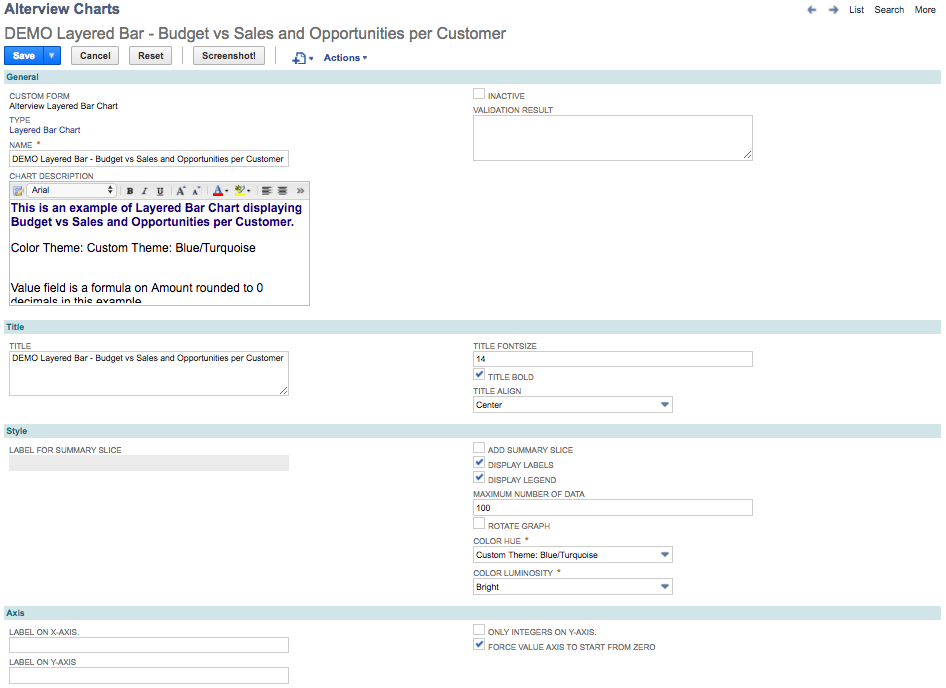 Alterview Charts
List Search More
DEMO Layered Bar - Budget vs Sales and Opportunities per Customer
Save Cancel Reset Screenshot! Actions
General
CUSTOM FORM
Alterview Layered Bar Chart
TYPE
Layered Bar Chart
NAME *
DEMO Layered Bar - Budget vs Sales and Opportunities per Customer
CHART DESCRIPTION
Arial B I U A A A »
This is an example of Layered Bar Chart displaying
Budget vs Sales and Opportunities per Customer.
Color Theme: Custom Theme: Blue/Turquoise
Value field is a formula on Amount rounded to 0
decimals in this example
INACTIVE
VALIDATION RESULT
Title
TITLE
DEMO Layered Bar - Budget vs Sales and Opportunities per Customer
TITLE FONTSIZE
14
TITLE BOLD
TITLE ALIGN
Center
Style
LABEL FOR SUMMARY SLICE
ADD SUMMARY SLICE
DISPLAY LABELS
DISPLAY LEGEND
MAXIMUM NUMBER OF DATA
100
ROTATE GRAPH
COLOR HUE *
Custom Theme: Blue/Turquoise
COLOR LUMINOSITY *
Bright
Axis
LABEL ON X-AXIS.
LABEL ON Y-AXIS
ONLY INTEGERS ON Y-AXIS.
FORCE VALUE AXIS TO START FROM ZERO